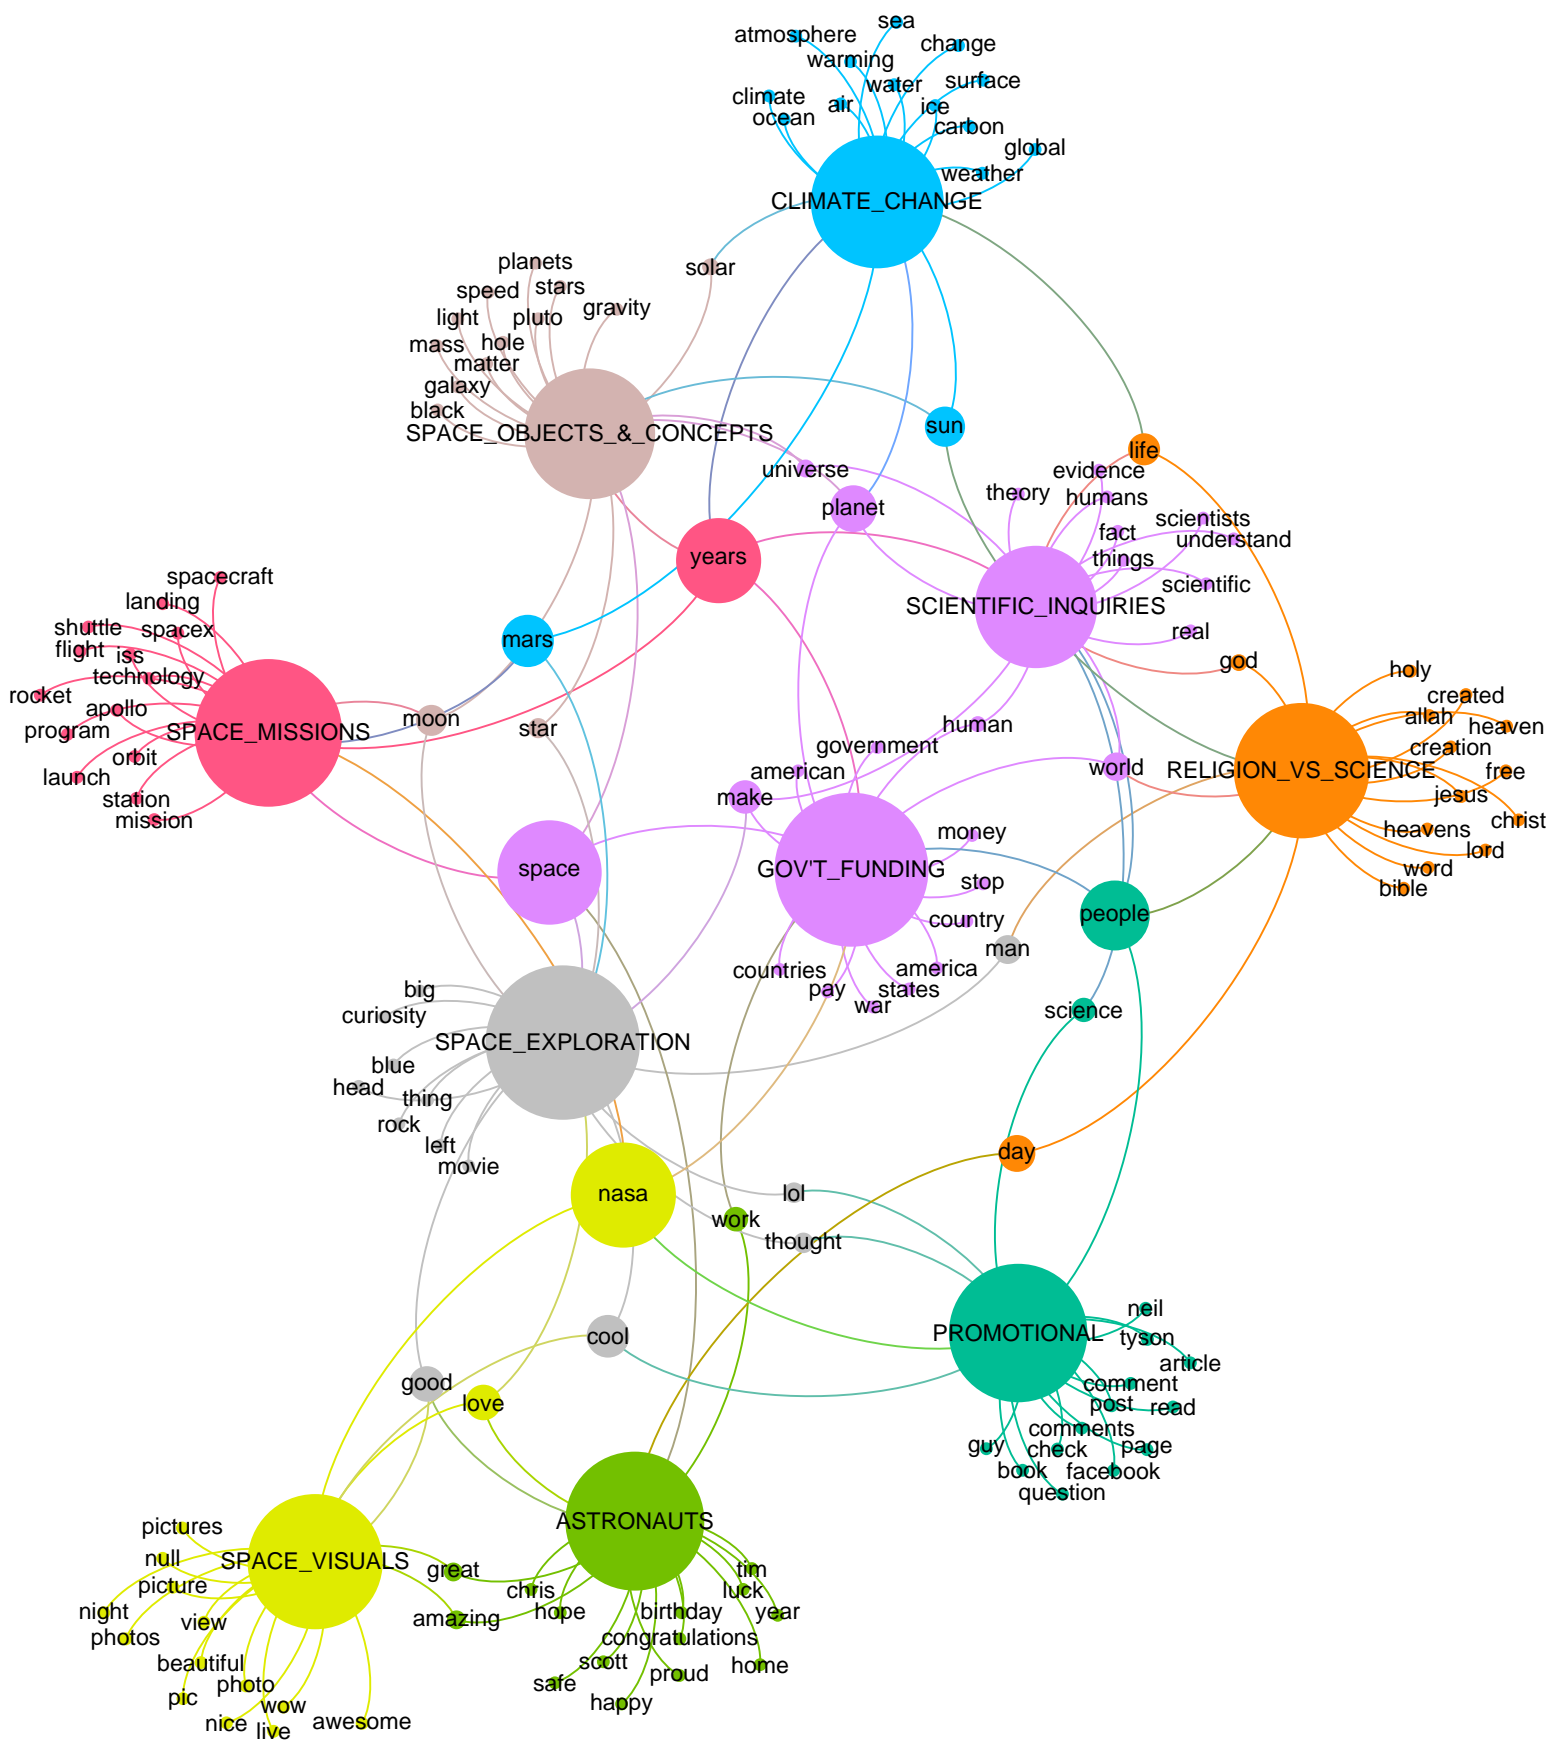 sea
atmosphere
change
warming
surface
water
climate
air
ice
ocean
carbon
global
weather
CLIMATE_CHANGE
planets
solar
stars
speed
gravity
light
pluto
hole
mass
matter
galaxy
black
SPACE_OBJECTS_&_CONCEPTS
sun
life
universe
evidence
theory
humans
planet
scientists
fact
understand
years
things
spacecraft
scientific
landing
SCIENTIFIC_INQUIRIES
shuttle
spacex
real
mars
flight
iss
god
holy
technology
rocket
created
apollo
allah
moon
SPACE_MISSIONS
star
human
heaven
program
government
creation
orbit
american
world
RELIGION_VS_SCIENCE
free
launch
make
jesus
station
mission
christ
money
heavens
lord
space
GOV'T_FUNDING
word
stop
bible
people
country
man
countries
america
big
pay
states
war
curiosity
science
SPACE_EXPLORATION
blue
head
thing
rock
left
day
movie
nasa
lol
work
thought
neil
cool
PROMOTIONAL
tyson
article
good
comment
love
post
read
comments
guy
check
page
book
facebook
question
pictures
ASTRONAUTS
null
SPACE_VISUALS
great
tim
picture
chris
luck
night
view
amazing
hope
birthday
year
photos
congratulations
beautiful
scott
home
photo
safe
proud
pic
happy
wow
nice
live
awesome